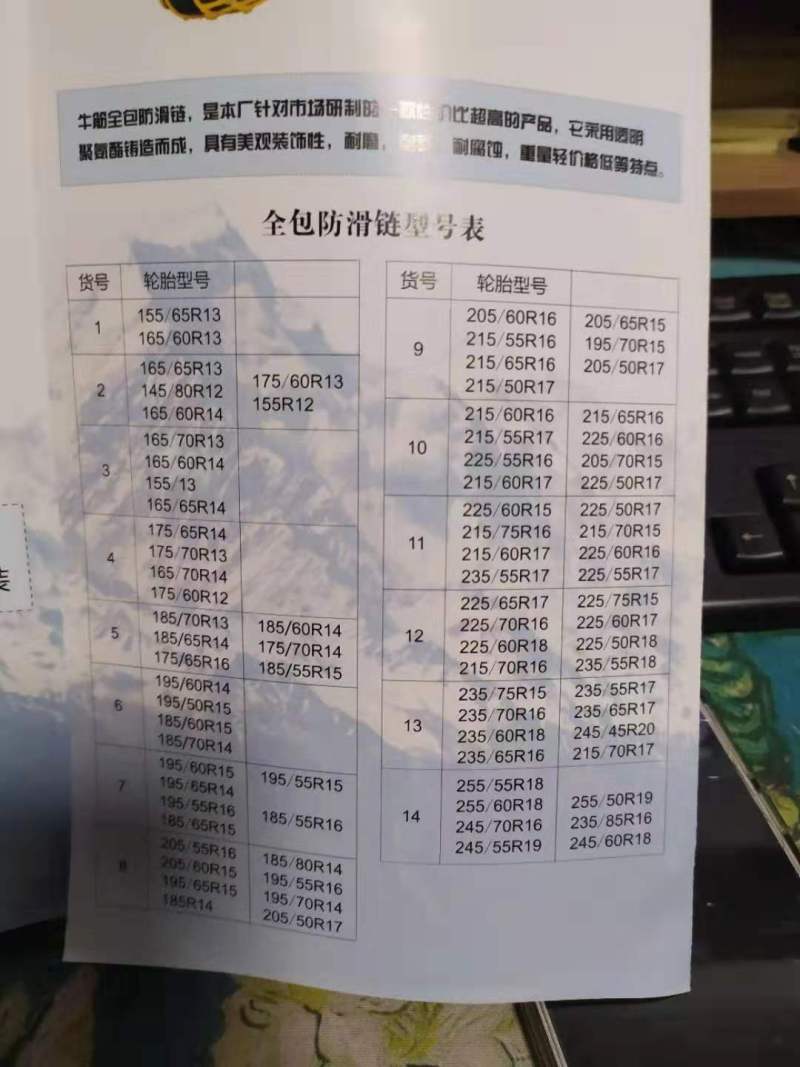 牛筋全包防滑链，是本厂针对市场研制的一款性价比超高的产品，它采用透明
聚氨酯铸造而成，具有美观装饰性，耐磨，耐腐蚀，重量轻价格低等特点。
全包防滑链型号表
货号 轮胎型号
1
155/65R13
165/60R13
2
165/65R13
145/80R12 175/60R13
165/60R14 155R12
3
165/70R13
165/60R14
155/13
165/65R14
4
175/65R14
175/70R13
165/70R14
175/60R12
5
185/70R13 185/60R14
185/65R14 175/70R14
175/65R16 185/55R15
6
195/60R14
195/50R15
185/60R15
185/70R14
7
195/60R15 195/55R15
195/65R14
195/55R16 185/55R16
185/65R15
8
205/55R16 185/80R14
205/60R15 195/55R16
195/65R15 195/70R14
185R14 205/50R17
货号 轮胎型号
9
205/60R16 205/65R15
215/55R16 195/70R15
215/65R16 205/50R17
215/50R17
10
215/60R16 215/65R16
215/55R17 225/60R16
225/55R16 205/70R15
215/60R17 225/50R17
11
225/60R15 225/50R17
215/75R16 215/70R15
215/60R17 225/60R16
235/55R17 225/55R17
12
225/65R17 225/75R15
225/70R16 225/60R17
225/60R18 225/50R18
215/70R16 235/55R18
13
235/75R15 235/55R17
235/70R16 235/65R17
235/60R18 245/45R20
235/65R16 215/70R17
14
255/55R18
255/60R18 255/50R19
245/70R16 235/85R16
245/55R19 245/60R18